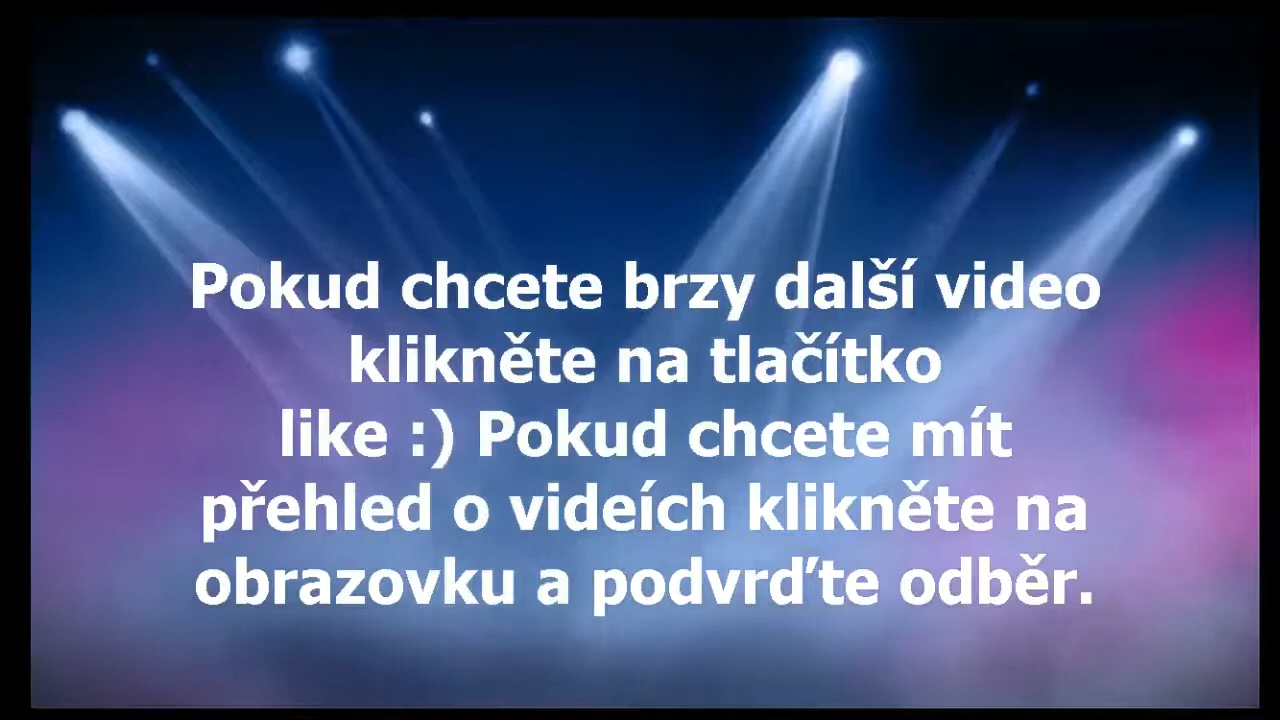 Pokud chcete brzy další video
klikněte na tlačítko
like :) Pokud chcete mít
přehled o videích klikněte na
obrazovku a podvrďte odběr.